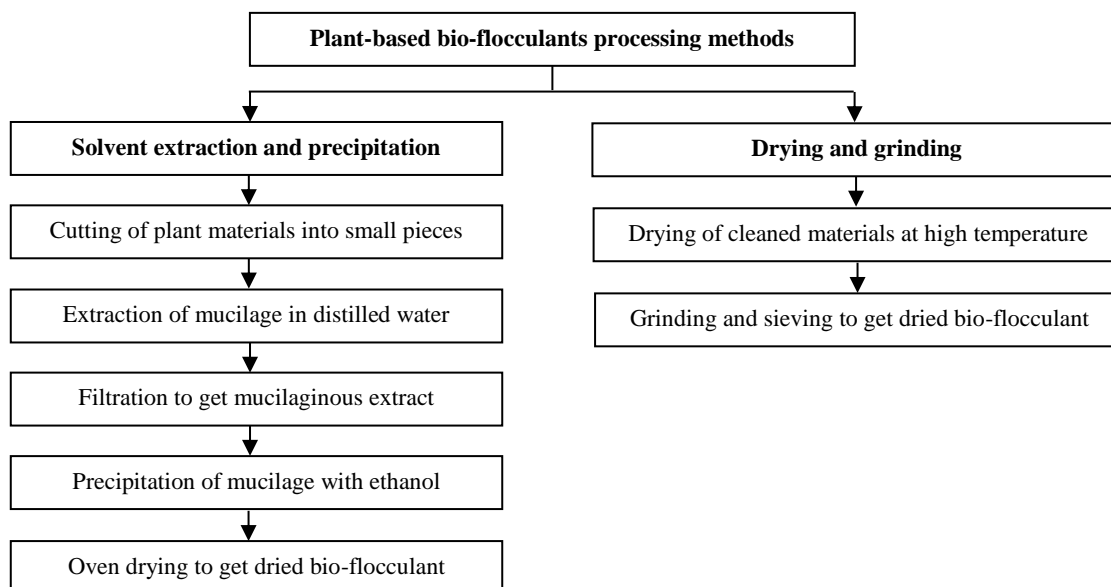 Plant-based bio-flocculants processing methods
Solvent extraction and precipitation
Cutting of plant materials into small pieces
Extraction of mucilage in distilled water
Filtration to get mucilaginous extract
Precipitation of mucilage with ethanol
Oven drying to get dried bio-flocculant
Drying and grinding
Drying of cleaned materials at high temperature
Grinding and sieving to get dried bio-flocculant